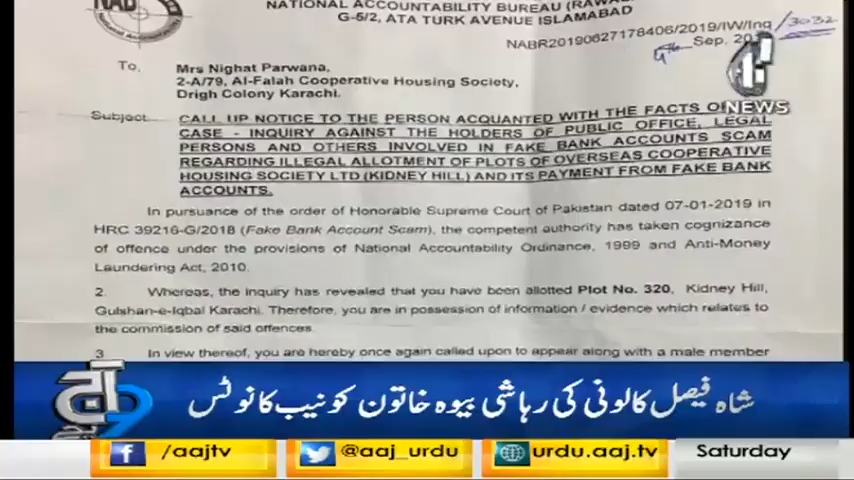 NAB
NATIONAL ACCOUNTABILITY BUREAU
G-5/2, ATA TURK AVENUE ISLAMABAD
NABR20190627178406/2019/IW/Inq /3032
Sep.
To,
Mrs Nighat Parwana,
2-A/79, Al-Falah Cooperative Housing Society,
Drigh Colony Karachi.
NEWS
Subject: CALL UP NOTICE TO THE PERSON ACQUANTED WITH THE FACTS OF
CASE - INQUIRY AGAINST THE HOLDERS OF PUBLIC OFFICE, LEGAL
PERSONS AND OTHERS INVOLVED IN FAKE BANK ACCOUNTS SCAM
REGARDING ILLEGAL ALLOTMENT OF PLOTS OF OVERSEAS COOPERATIVE
HOUSING SOCIETY LTD (KIDNEY HILL) AND ITS PAYMENT FROM FAKE BANK
ACCOUNTS.
In pursuance of the order of Honorable Supreme Court of Pakistan dated 07-01-2019 in
HRC 39216-G/2018 (Fake Bank Account Scam), the competent authority has taken cognizance
of offence under the provisions of National Accountability Ordinance, 1999 and Anti-Money
Laundering Act, 2010.
2. Whereas, the inquiry has revealed that you have been allotted Plot No. 320, Kidney Hill,
Gulshan-e-Iqbal Karachi. Therefore, you are in possession of information / evidence which relates to
the commission of said offences.
3 In view thereof, you are hereby once again called upon to appear along with a male member
آج
شاہ فیصل کالونی کی رہاشی بیوہ خاتون کو نیب کا نوٹس
/aajtv
@aaj_urdu
urdu.aaj.tv
Saturday